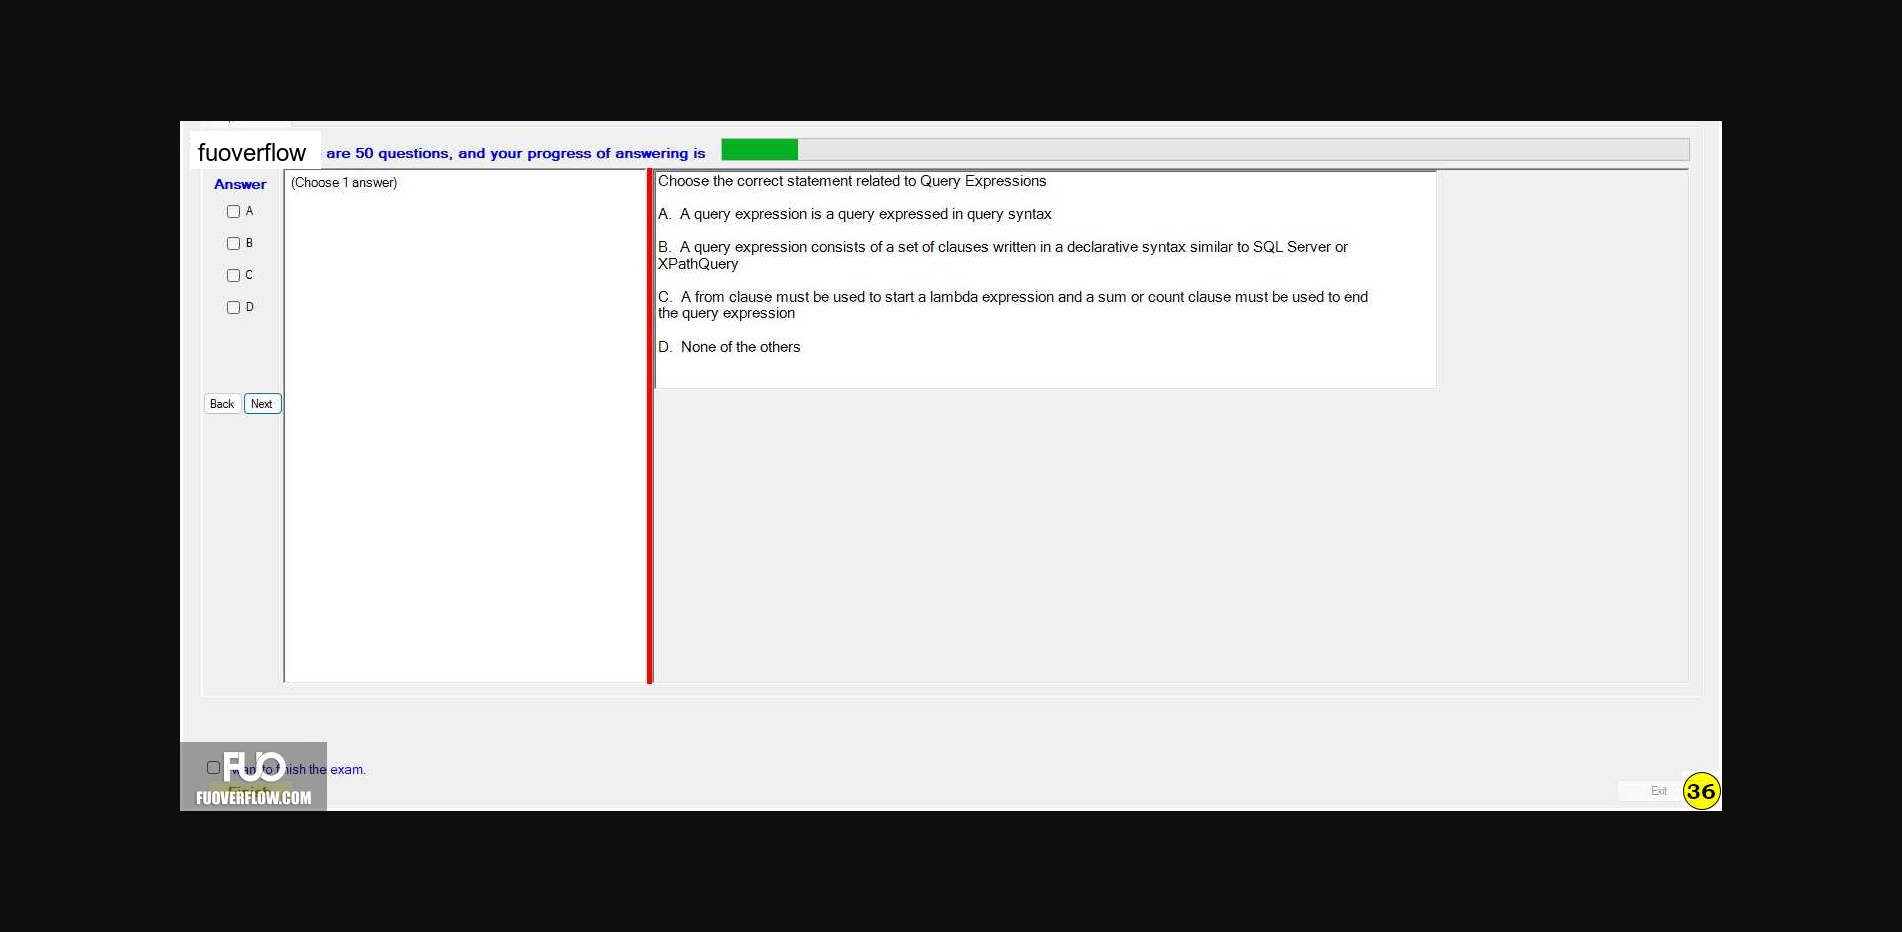 fuoverflow are 50 questions, and your progress of answering is
Answer
(Choose 1 answer)
A
B
C
D
Back Next
Choose the correct statement related to Query Expressions
A. A query expression is a query expressed in query syntax
B. A query expression consists of a set of clauses written in a declarative syntax similar to SQL Server or
XPathQuery
C. A from clause must be used to start a lambda expression and a sum or count clause must be used to end
the query expression
D. None of the others
FUO
want to finish the exam.
Finish
FUOVERFLOW.COM
Exit
36